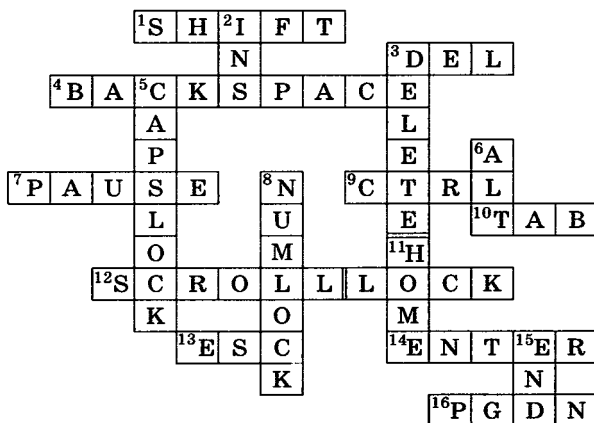 1S H 2I F T
N 3D E L
4B A 5C K S P A C E
A L
P E 6A
7P A U S E 8N 9C T R L
L U E 10T A B
O M 11H
12S C R O L L L O C K
K O M
13E S C 14E N T 15E R
K N
16P G D N